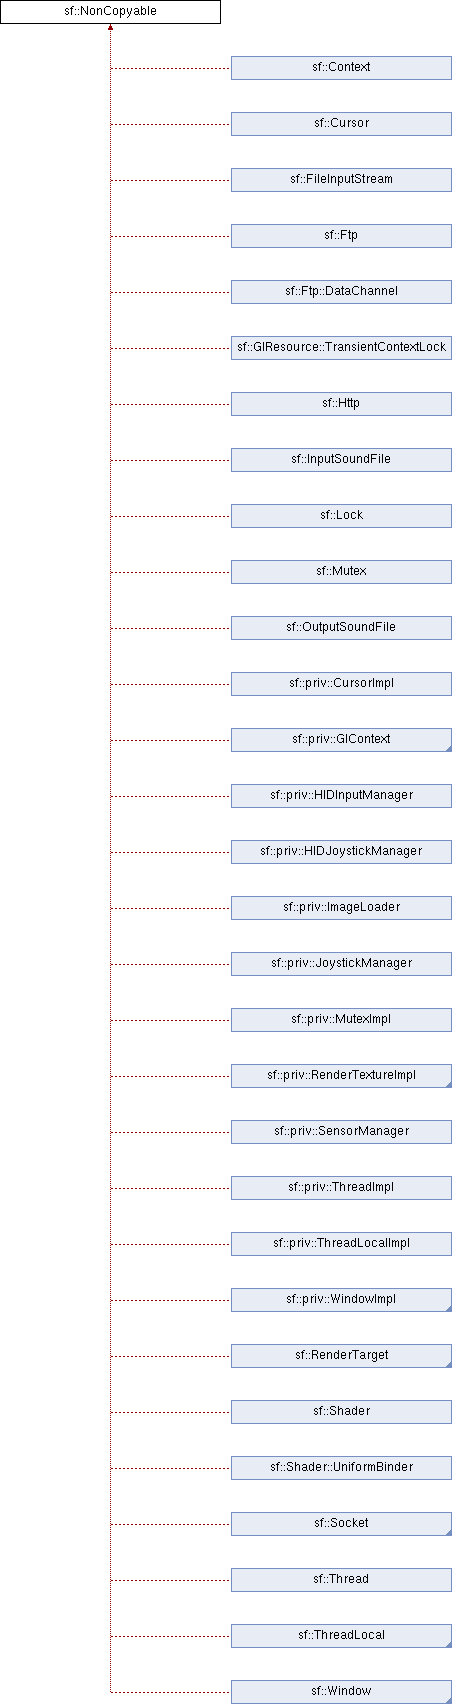 sf::NonCopyable
sf::Context
sf::Cursor
sf::FileInputStream
sf::Ftp
sf::Ftp::DataChannel
sf::GlResource::TransientContextLock
sf::Http
sf::InputSoundFile
sf::Lock
sf::Mutex
sf::OutputSoundFile
sf::priv::CursorImpl
sf::priv::GlContext
sf::priv::HIDInputManager
sf::priv::HIDJoystickManager
sf::priv::ImageLoader
sf::priv::JoystickManager
sf::priv::MutexImpl
sf::priv::RenderTextureImpl
sf::priv::SensorManager
sf::priv::ThreadImpl
sf::priv::ThreadLocalImpl
sf::priv::WindowImpl
sf::RenderTarget
sf::Shader
sf::Shader::UniformBinder
sf::Socket
sf::Thread
sf::ThreadLocal
sf::Window